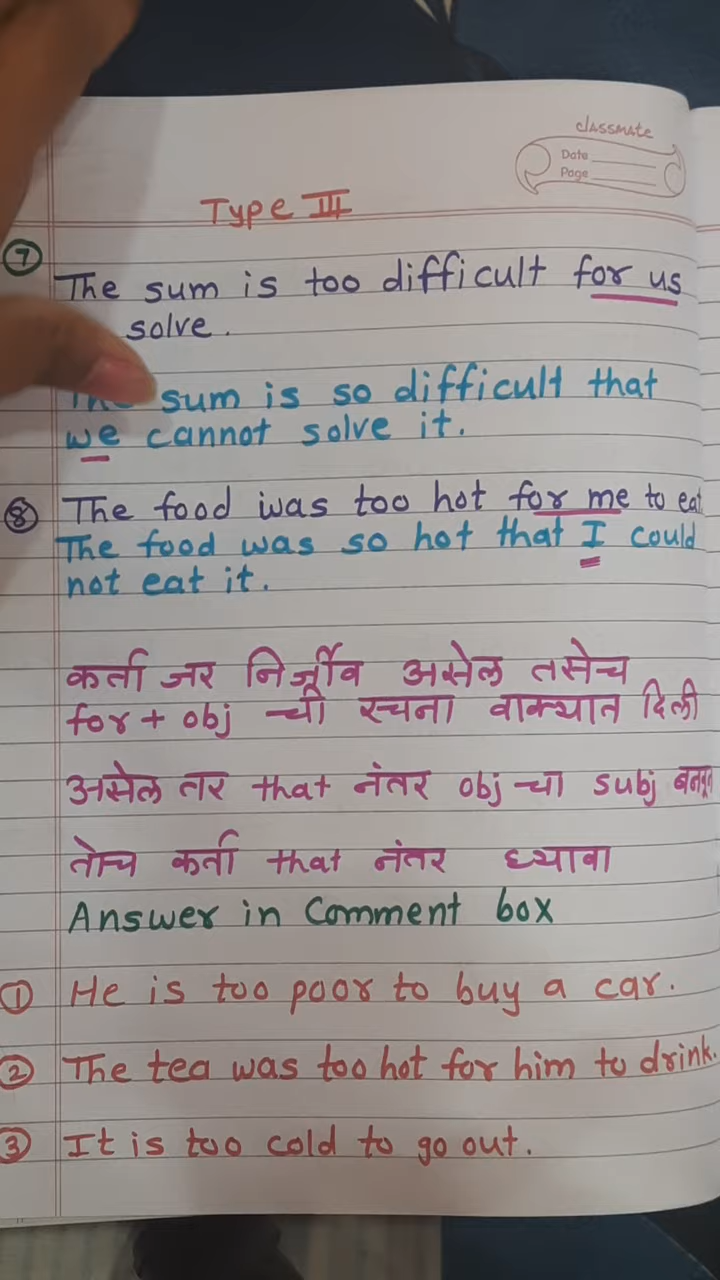 classmate
Date
Page
Type III
7
The sum is too difficult for us
solve.
The sum is so difficult that
we cannot solve it.
8 The food was too hot for me to eat
The food was so hot that I could
not eat it.
कर्ता जर निर्जीव असेल तसेच
for + obj ची रचना वाक्यात दिली
असेल तर that नंतर obj चा subj बनवून
तोच कर्ता that नंतर घ्यावा
Answer in Comment box
1 He is too poor to buy a car.
2 The tea was too hot for him to drink.
3 It is too cold to go out.